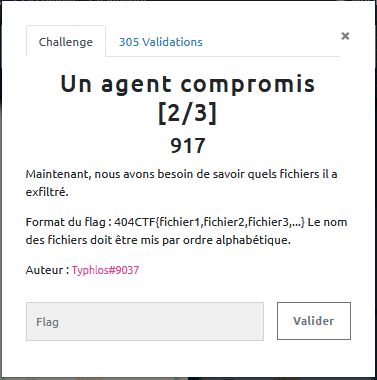 Challenge
305 Validations
×
Un agent compromis
[2/3]
917
Maintenant, nous avons besoin de savoir quels fichiers il a
exfiltré.
Format du flag : 404CTF{fichier1,fichier2,fichier3,...} Le nom
des fichiers doit être mis par ordre alphabétique.
Auteur : Typhlos#9037
Flag
Valider